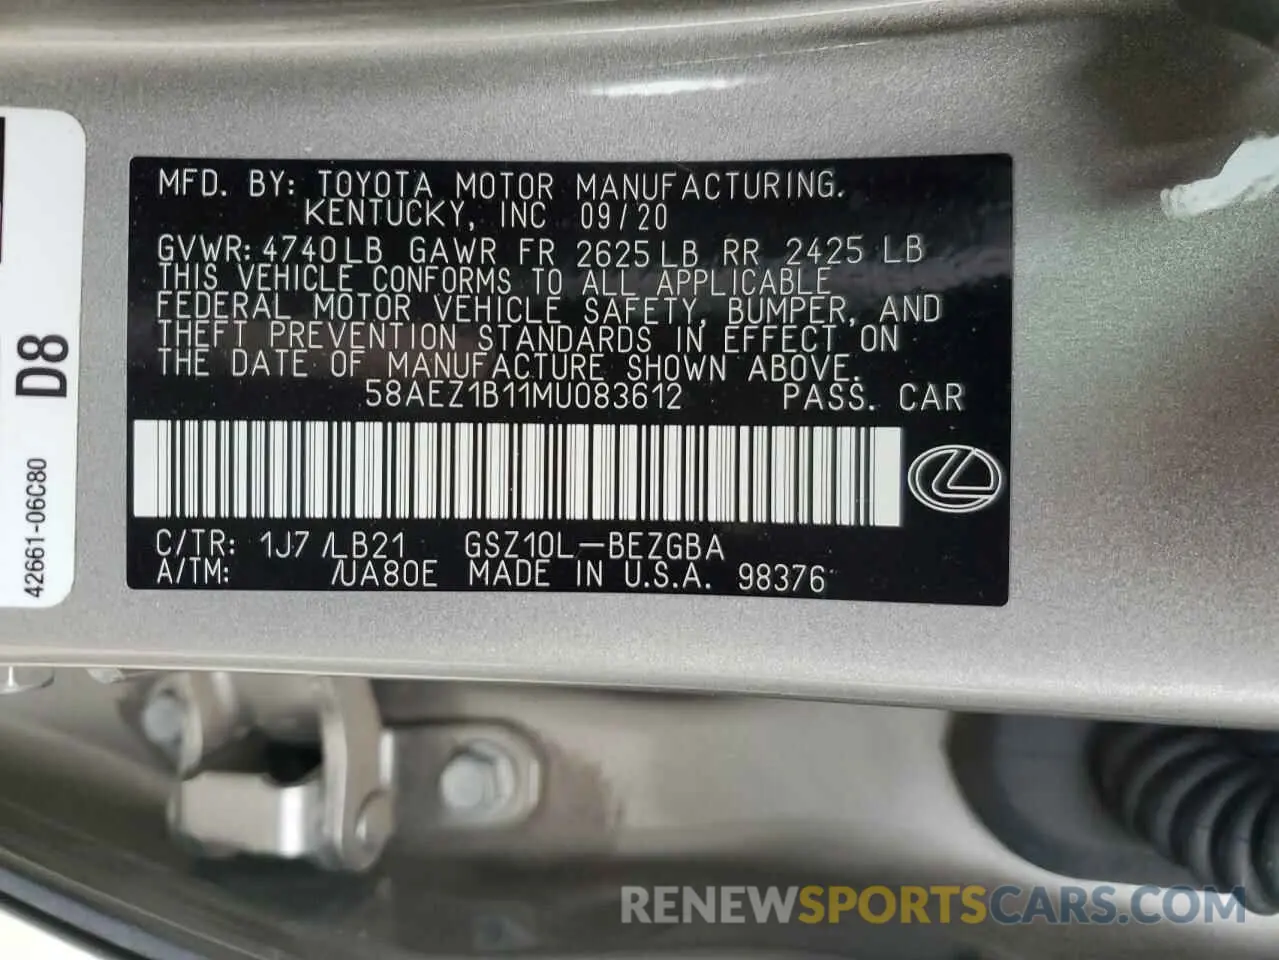 MFD. BY: TOYOTA MOTOR MANUFACTURING.
KENTUCKY, INC 09/20
GVWR: 4740LB GAWR FR 2625LB RR 2425 LB
THIS VEHICLE CONFORMS TO ALL APPLICABLE
FEDERAL MOTOR VEHICLE SAFETY, BUMPER, AND
THEFT PREVENTION STANDARDS IN EFFECT ON
THE DATE OF MANUFACTURE SHOWN ABOVE.
58AEZ1B11MU083612 PASS. CAR
C/TR: 1J7 /LB21 GSZ10L-BEZGBA
A/TM: /UA80E MADE IN U.S.A. 98376
D8
42661-06C80
RENEWSPORTSCARS.COM